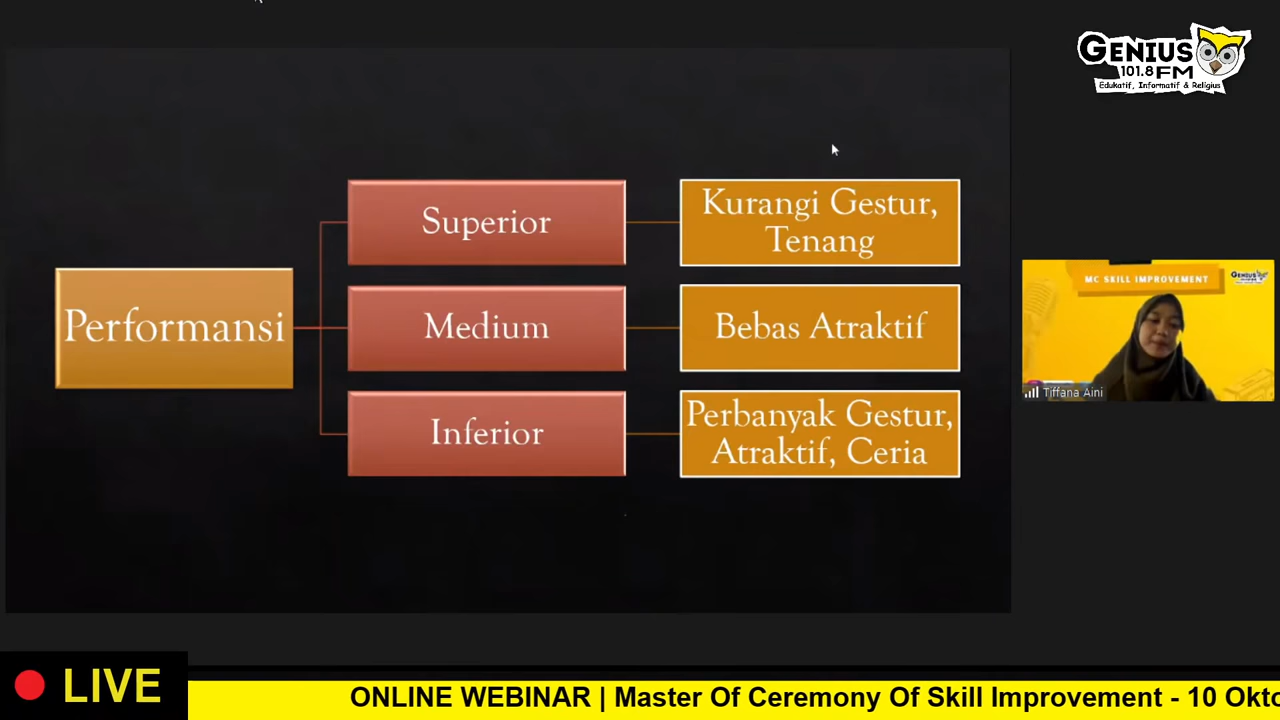 GENIUS
101.8 FM
Edukatif, Informatif & Religius
Performansi
Superior
Kurangi Gestur,
Tenang
Medium
Bebas Atraktif
Inferior
Perbanyak Gestur,
Atraktif, Ceria
MC SKILL IMPROVEMENT
GENIUS
Tiffana Aini
LIVE
ONLINE WEBINAR | Master Of Ceremony Of Skill Improvement - 10 Okto